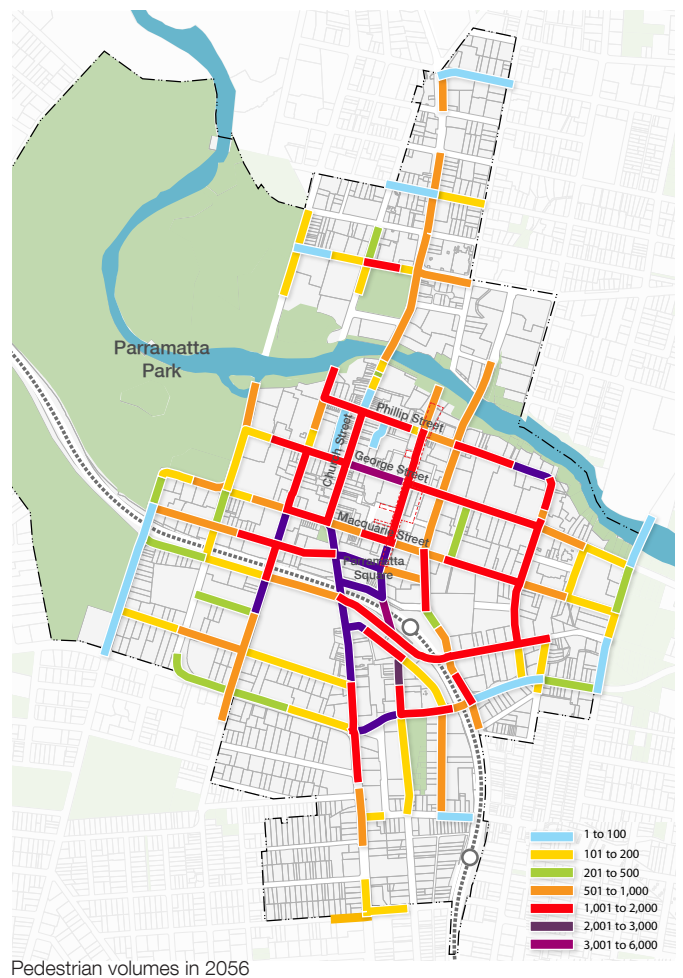 Parramatta
Park
Phillip Street
Church Street
George Street
Macquarie Street
Parramatta
Square
1 to 100
101 to 200
201 to 500
501 to 1,000
1,001 to 2,000
2,001 to 3,000
3,001 to 6,000
Pedestrian volumes in 2056